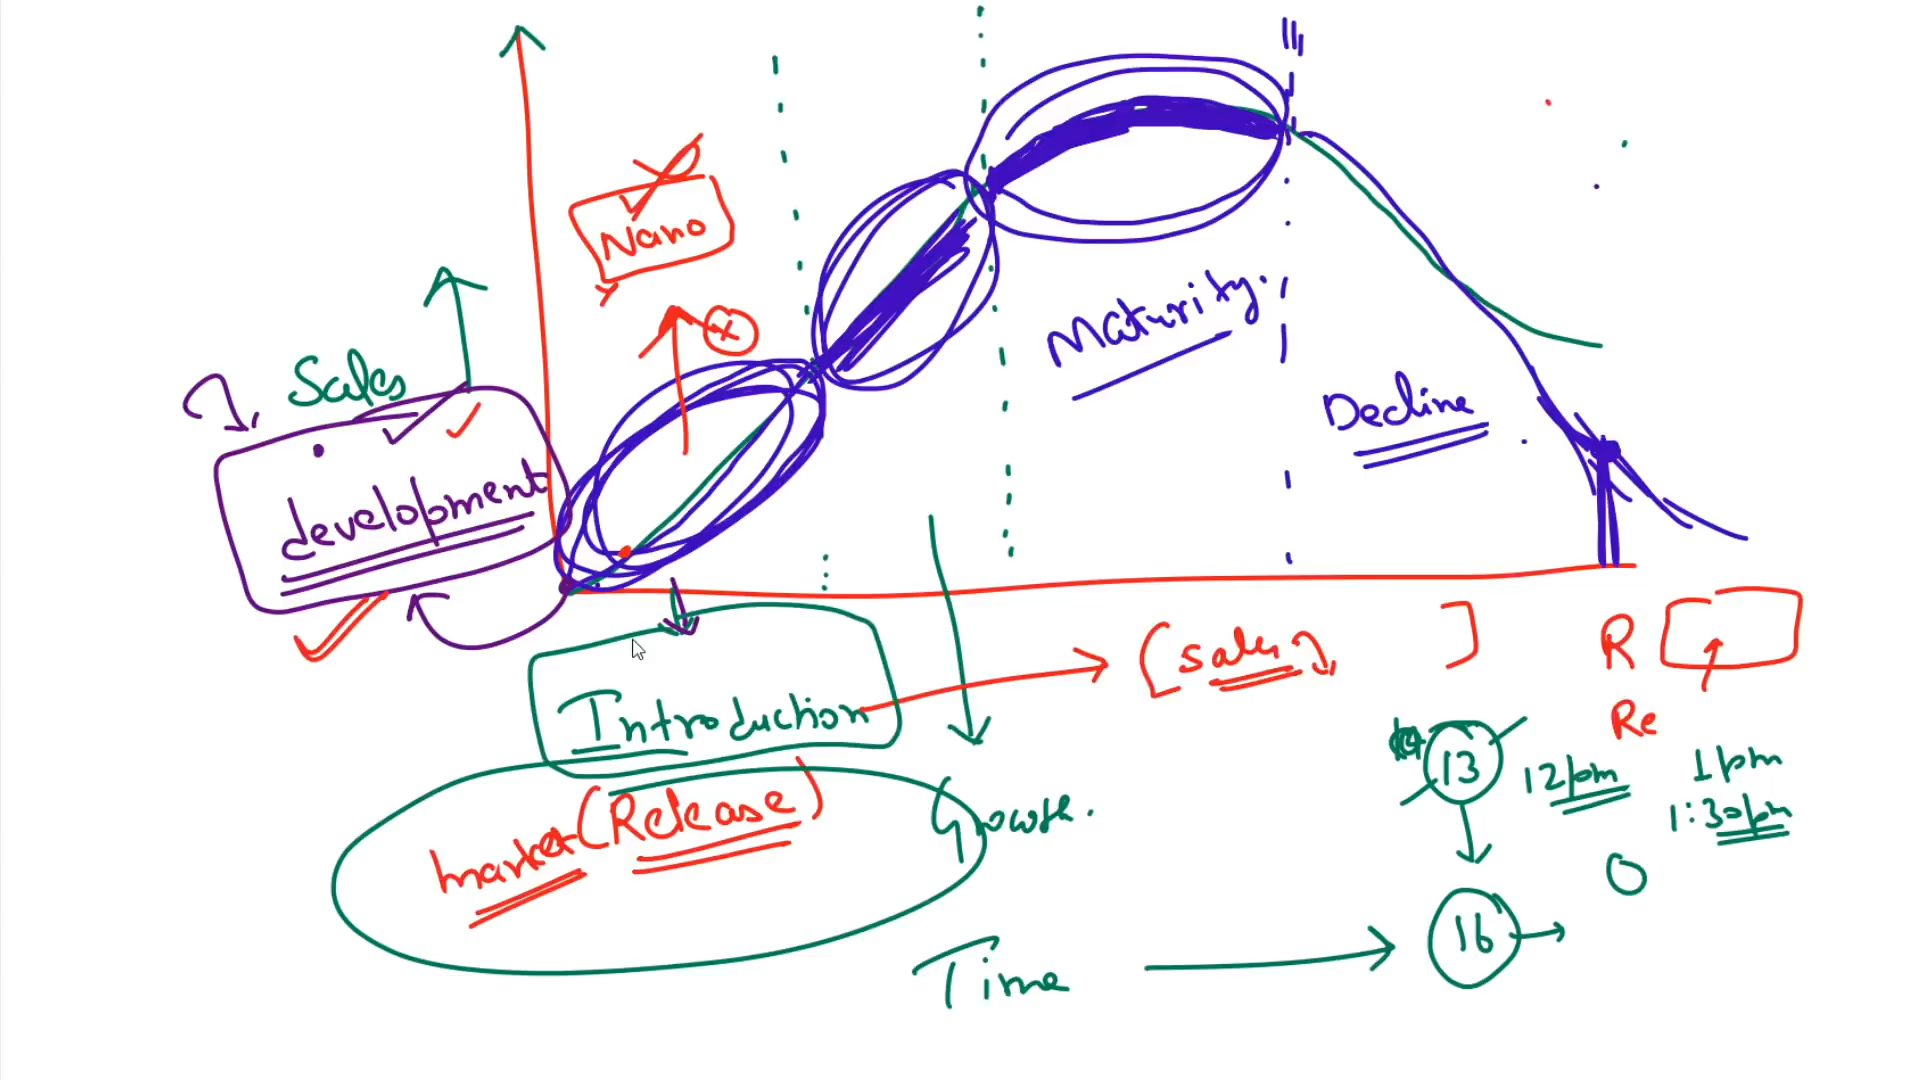 Nano
Sales
Maturity.
Decline
development
(sales
R
Introduction
Re
13
12pm
1pm
1:30pm
market (Release)
Growth.
16
Time